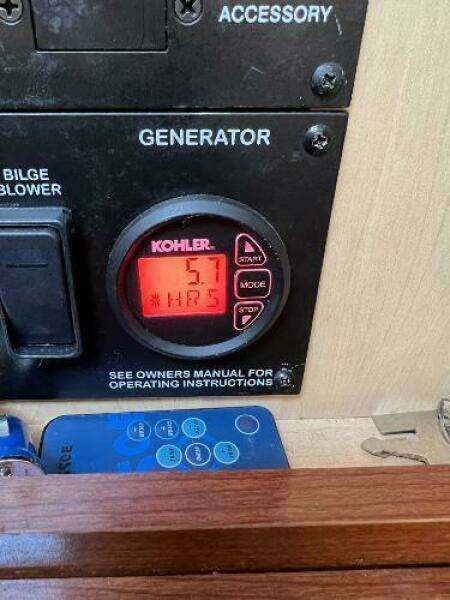 ACCESSORY
GENERATOR
BILGE
BLOWER
KOHLER
START
5.7
*HRS
MODE
STOP
SEE OWNERS MANUAL FOR
OPERATING INSTRUCTIONS